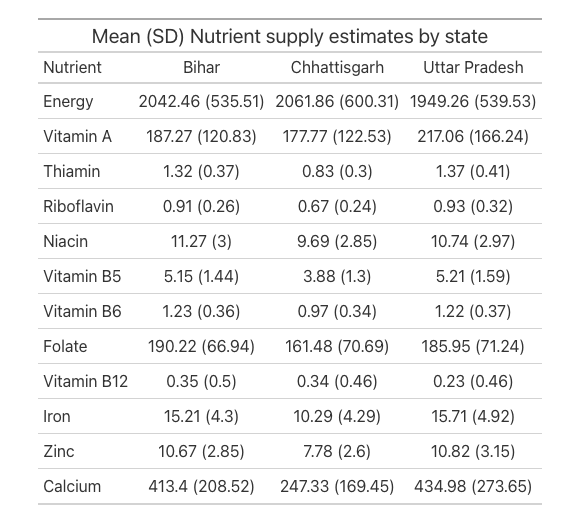 Mean (SD) Nutrient supply estimates by state
Nutrient Bihar Chhattisgarh Uttar Pradesh
Energy 2042.46 (535.51) 2061.86 (600.31) 1949.26 (539.53)
Vitamin A 187.27 (120.83) 177.77 (122.53) 217.06 (166.24)
Thiamin 1.32 (0.37) 0.83 (0.3) 1.37 (0.41)
Riboflavin 0.91 (0.26) 0.67 (0.24) 0.93 (0.32)
Niacin 11.27 (3) 9.69 (2.85) 10.74 (2.97)
Vitamin B5 5.15 (1.44) 3.88 (1.3) 5.21 (1.59)
Vitamin B6 1.23 (0.36) 0.97 (0.34) 1.22 (0.37)
Folate 190.22 (66.94) 161.48 (70.69) 185.95 (71.24)
Vitamin B12 0.35 (0.5) 0.34 (0.46) 0.23 (0.46)
Iron 15.21 (4.3) 10.29 (4.29) 15.71 (4.92)
Zinc 10.67 (2.85) 7.78 (2.6) 10.82 (3.15)
Calcium 413.4 (208.52) 247.33 (169.45) 434.98 (273.65)